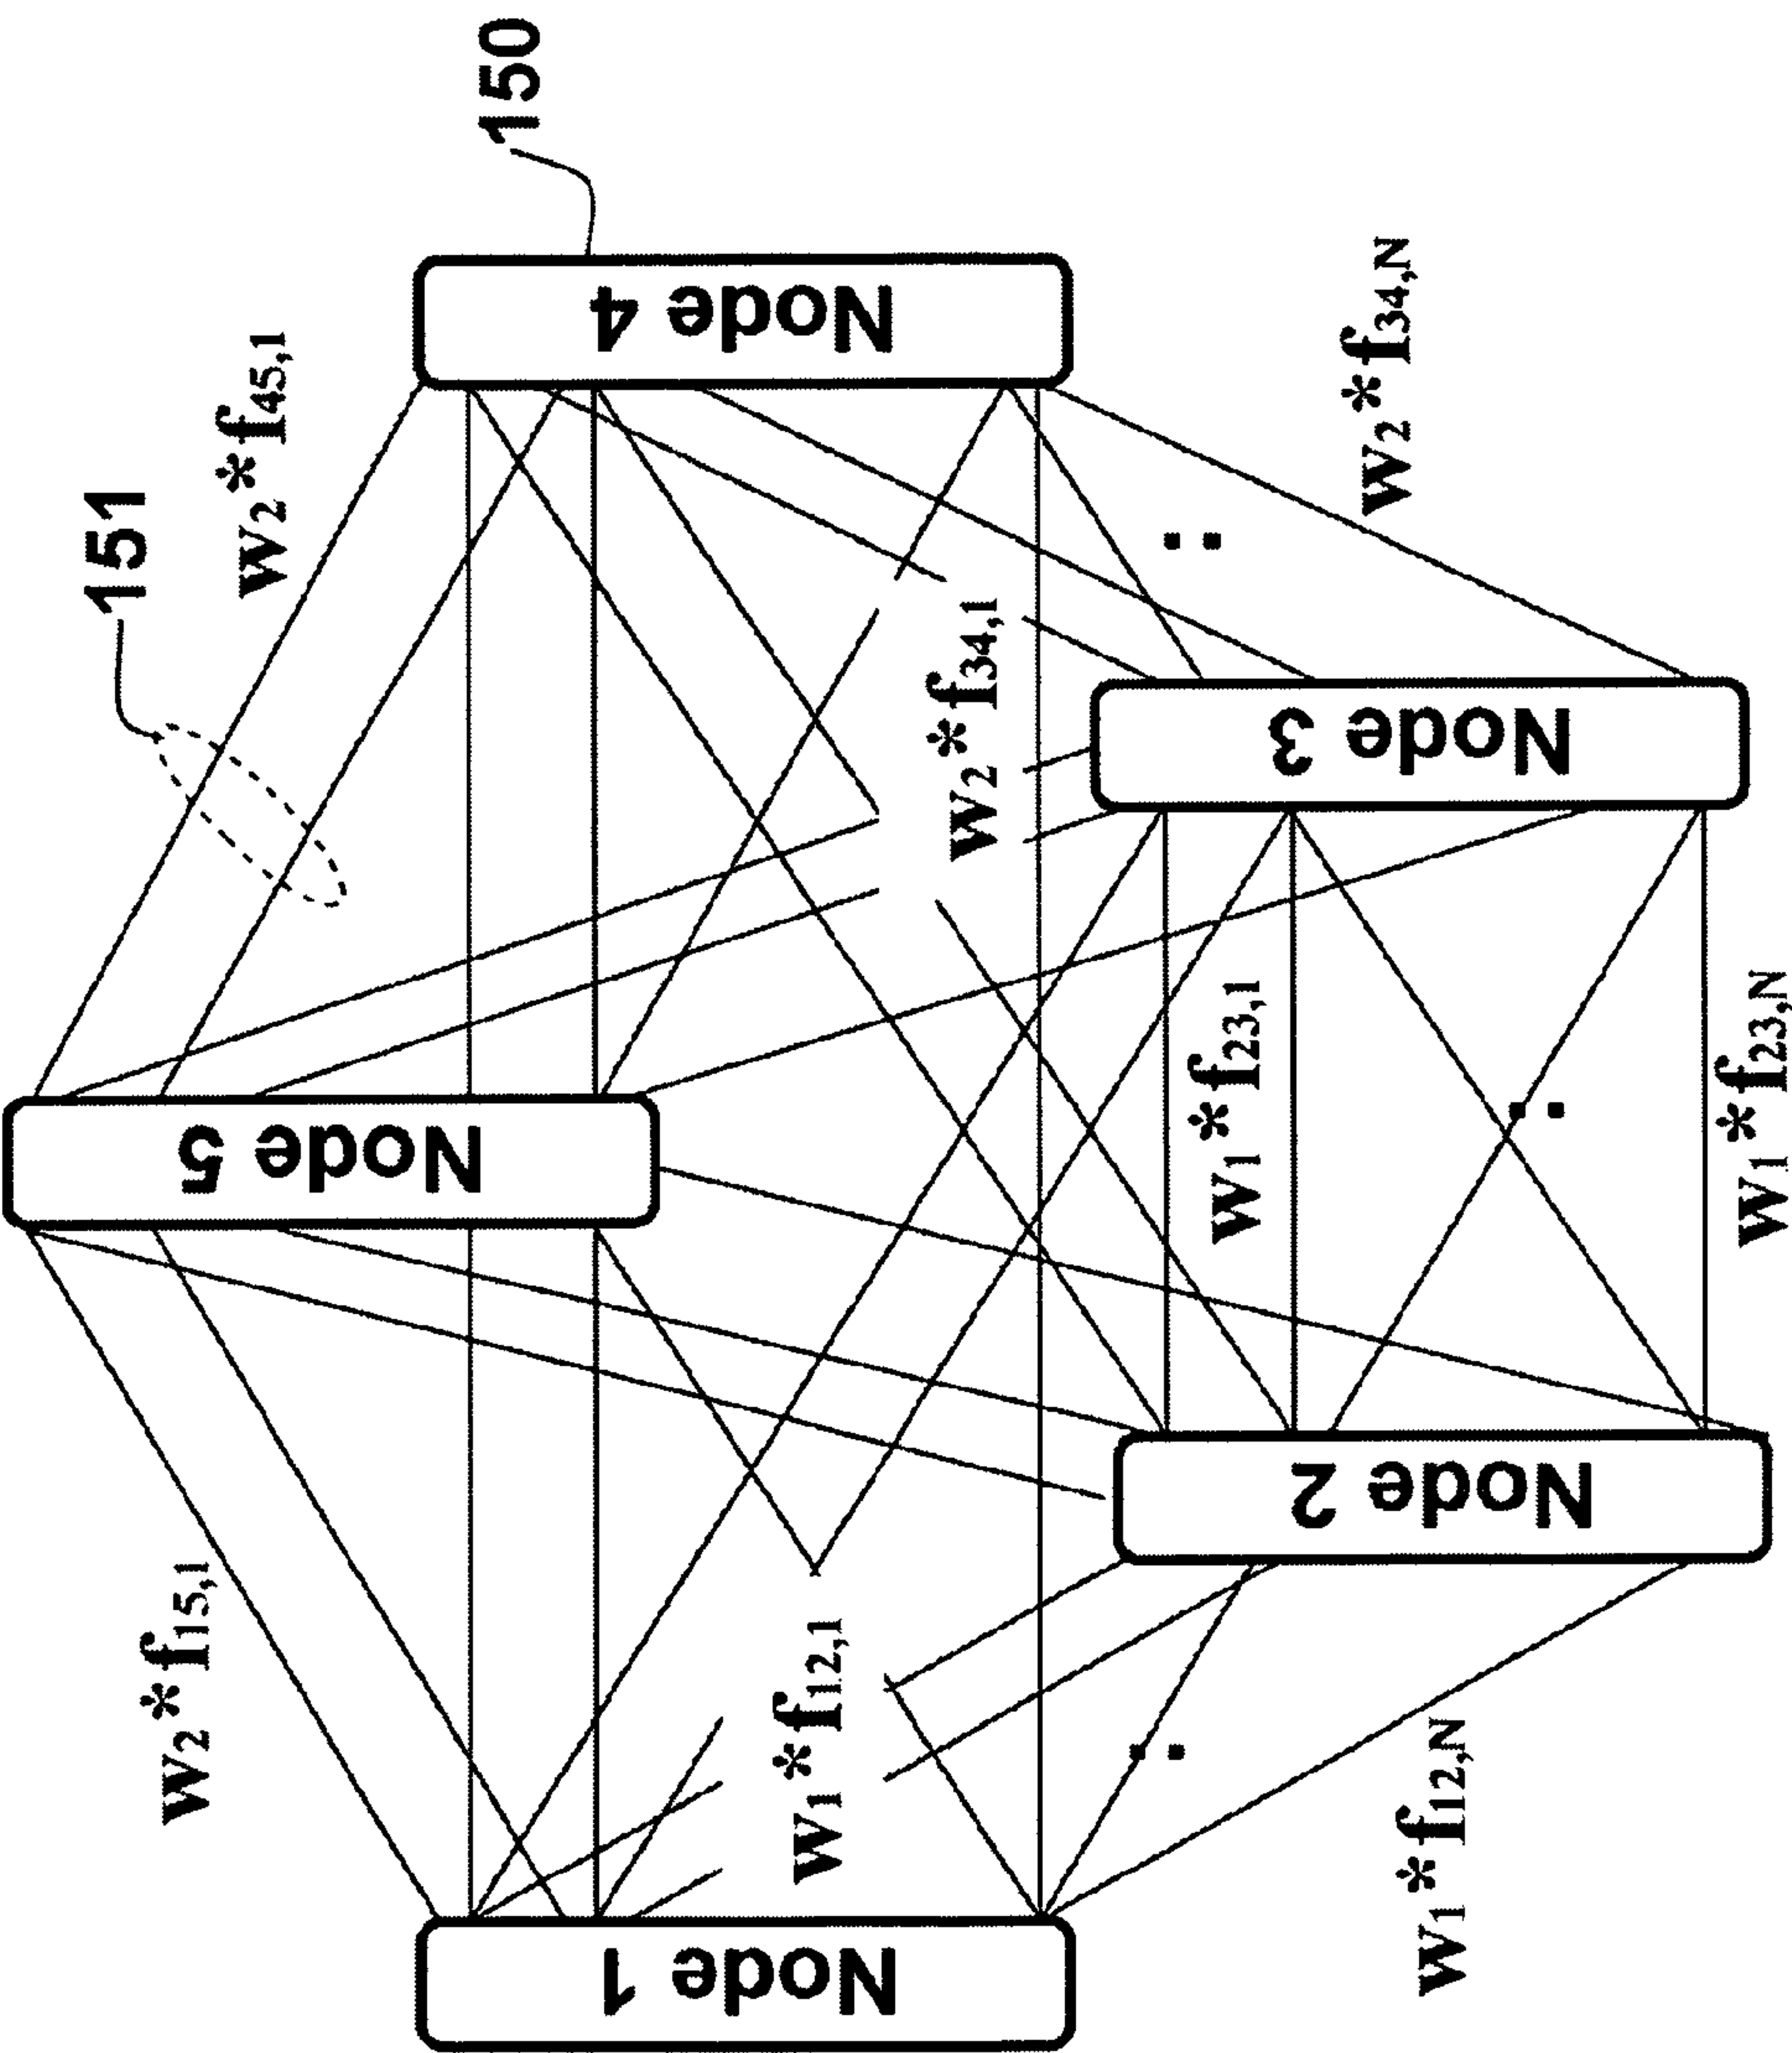 150
151
w₂*f₄₅,₁
Node 4
w₂*f₃₄,N
w₂*f₃₄,₁
Node 3
Node 5
w₁*f₂₃,₁
w₁*f₂₃,N
Node 2
w₂*f₁₅,₁
w₁*f₁₂,₁
w₁*f₁₂,N
Node 1